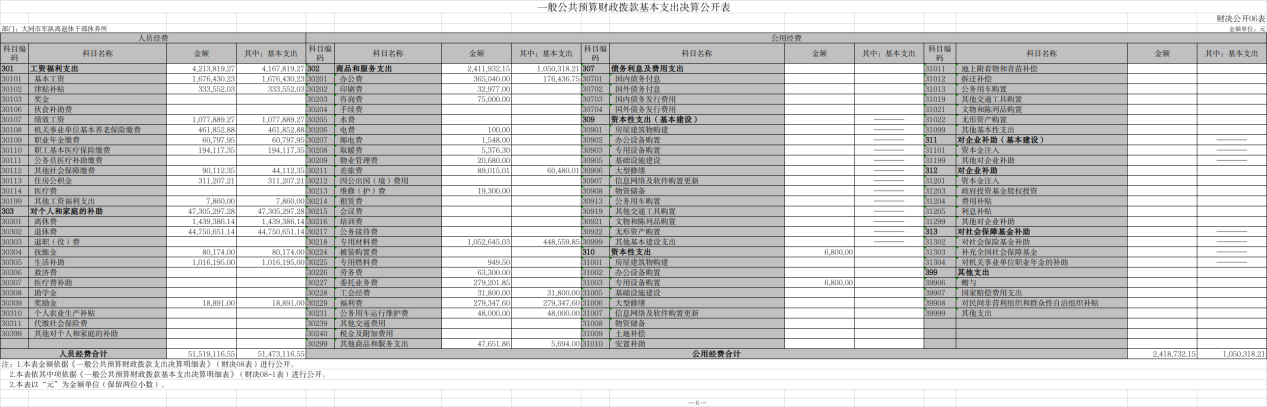 一般公共预算财政拨款基本支出决算公开表
财决公开06表
部门：大同市军队离退休干部休养所 金额单位：元
人员经费 公用经费
科目编码 科目名称 金额 其中：基本支出 科目编码 科目名称 金额 其中：基本支出 科目编码 科目名称 金额 其中：基本支出 科目编码 科目名称 金额 其中：基本支出
301 工资福利支出 4,213,819.27 4,167,819.27 302 商品和服务支出 2,411,932.15 1,050,318.21 307 债务利息及费用支出 31011 地上附着物和青苗补偿
30101 基本工资 1,676,430.23 1,676,430.23 30201 办公费 365,040.00 176,436.75 30701 国内债务付息 31012 拆迁补偿
30102 津贴补贴 333,552.03 333,552.03 30202 印刷费 32,977.00 30702 国外债务付息 31013 公务用车购置
30103 奖金 30203 咨询费 75,000.00 30703 国内债务发行费用 31019 其他交通工具购置
30106 伙食补助费 30204 手续费 30704 国外债务发行费用 31021 文物和陈列品购置
30107 绩效工资 1,077,889.27 1,077,889.27 30205 水费 309 资本性支出（基本建设） ——— 31022 无形资产购置
30108 机关事业单位基本养老保险缴费 461,852.88 461,852.88 30206 电费 100.00 30901 房屋建筑物购建 ——— 31099 其他基本性支出
30109 职业年金缴费 60,797.95 60,797.95 30207 邮电费 1,548.00 30902 办公设备购置 ——— 311 对企业补助（基本建设） ———
30110 职工基本医疗保险缴费 194,117.35 194,117.35 30208 取暖费 5,376.30 30903 专用设备购置 ——— 31101 资本金注入 ———
30111 公务员医疗补助缴费 30209 物业管理费 20,680.00 30905 基础设施建设 ——— 31199 其他对企业补助 ———
30112 其他社会保障缴费 90,112.35 44,112.35 30211 差旅费 89,015.01 60,480.01 30906 大型修缮 ——— 312 对企业补助
30113 住房公积金 311,207.21 311,207.21 30212 因公出国（境）费用 30907 信息网络及软件购置更新 ——— 31201 资本金注入
30114 医疗费 30213 维修（护）费 19,300.00 30908 物资储备 ——— 31203 政府投资基金股权投资
30199 其他工资福利支出 7,860.00 7,860.00 30214 租赁费 30913 公务用车购置 ——— 31204 费用补贴
303 对个人和家庭的补助 47,305,297.28 47,305,297.28 30215 会议费 30919 其他交通工具购置 ——— 31205 利息补贴
30301 离休费 1,439,386.14 1,439,386.14 30216 培训费 30921 文物和陈列品购置 ——— 31299 其他对企业补助
30302 退休费 44,750,651.14 44,750,651.14 30217 公务接待费 30922 无形资产购置 ——— 313 对社会保障基金补助 ———
30303 退职（役）费 30218 专用材料费 1,052,645.03 448,559.85 30999 其他基本建设支出 ——— 31302 对社会保险基金补助 ———
30304 抚恤金 80,174.00 80,174.00 30224 被装购置费 310 资本性支出 6,800.00 31303 补充全国社会保障基金 ———
30305 生活补助 1,016,195.00 1,016,195.00 30225 专用燃料费 949.50 31001 房屋建筑物购建 31304 对机关事业单位职业年金的补助 ———
30306 救济费 30226 劳务费 63,300.00 31002 办公设备购置 399 其他支出
30307 医疗费补助 30227 委托业务费 279,201.85 31003 专用设备购置 6,800.00 39906 赠与
30308 助学金 30228 工会经费 31,800.00 31,800.00 31005 基础设施建设 39907 国家赔偿费用支出
30309 奖励金 18,891.00 18,891.00 30229 福利费 279,347.60 279,347.60 31006 大型修缮 39908 对民间非营利组织和群众性自治组织补贴
30310 个人农业生产补贴 30231 公务用车运行维护费 48,000.00 48,000.00 31007 信息网络及软件购置更新 39999 其他支出
30311 代缴社会保险费 30239 其他交通费用 31008 物资储备
30399 其他对个人和家庭的补助 30240 税金及附加费用 31009 土地补偿
30299 其他商品和服务支出 47,651.86 5,694.00 31010 安置补助
人员经费合计 51,519,116.55 51,473,116.55 公用经费合计 2,418,732.15 1,050,318.21
注：1.本表金额依据《一般公共预算财政拨款支出决算明细表》（财决08表）进行公开。
2.本表依其中项依据《一般公共预算财政拨款基本支出决算明细表》（财决08-1表）进行公开。
2.本表以“元”为金额单位（保留两位小数）。
—6—